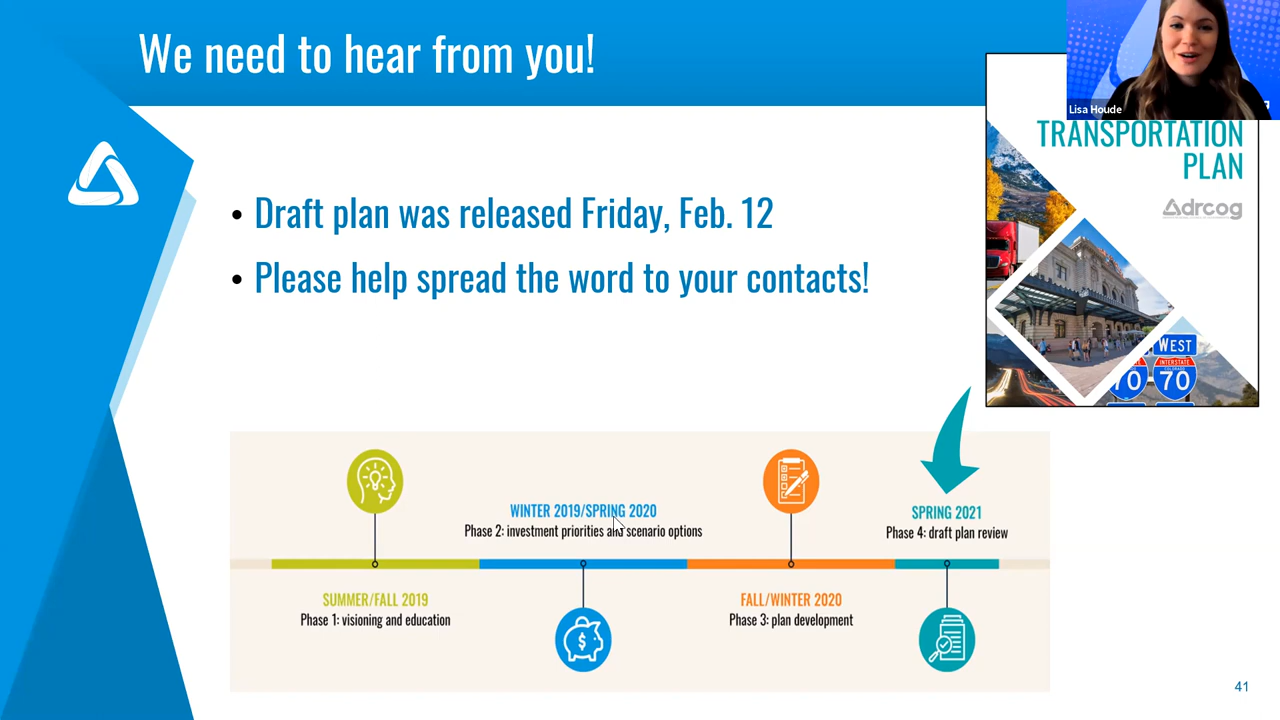 We need to hear from you!
Lisa Houde
TRANSPORTATION
PLAN
drcog
• Draft plan was released Friday, Feb. 12
• Please help spread the word to your contacts!
WEST
INTERSTATE
COLORADO
70
70
WINTER 2019/SPRING 2020
Phase 2: investment priorities and scenario options
SPRING 2021
Phase 4: draft plan review
SUMMER/FALL 2019
Phase 1: visioning and education
FALL/WINTER 2020
Phase 3: plan development
$
41